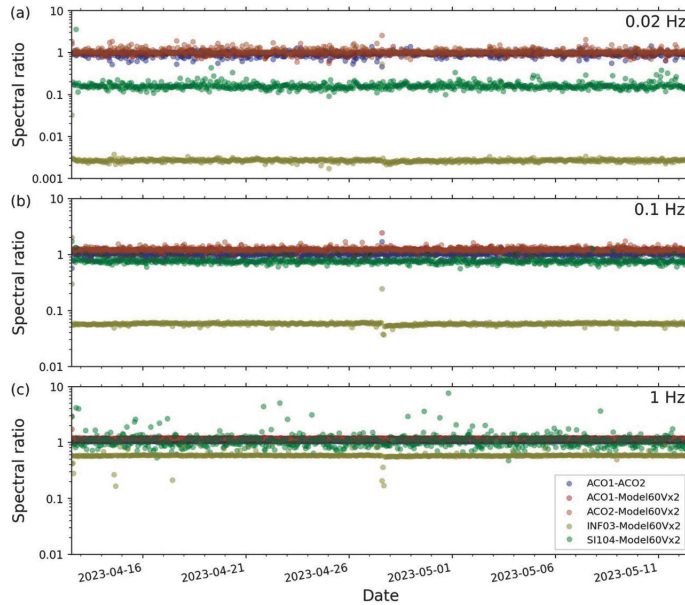 (a)
0.02 Hz
10
1
0.1
0.01
0.001
Spectral ratio
(b)
0.1 Hz
10
1
0.1
0.01
Spectral ratio
(c)
1 Hz
10
1
0.1
0.01
Spectral ratio
ACO1-ACO2
ACO1-Model60Vx2
ACO2-Model60Vx2
INF03-Model60Vx2
SI104-Model60Vx2
2023-04-16
2023-04-21
2023-04-26
2023-05-01
2023-05-06
2023-05-11
Date